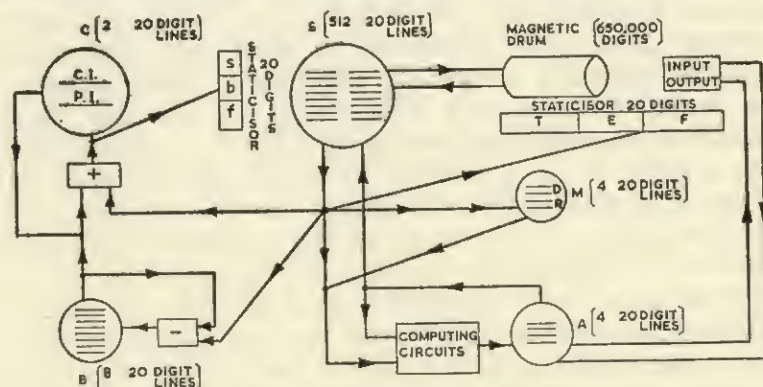 C (2 20 DIGIT
LINES)
C.I.
P.I.
+
s
b
f
STATICISOR
20 DIGITS
S (512 20 DIGIT
LINES)
MAGNETIC
DRUM
(650,000
DIGITS)
INPUT
OUTPUT
STATICISOR 20 DIGITS
T E F
D
R
M (4 20 DIGIT
LINES)
−
B (8 20 DIGIT
LINES)
COMPUTING
CIRCUITS
A (4 20 DIGIT
LINES)